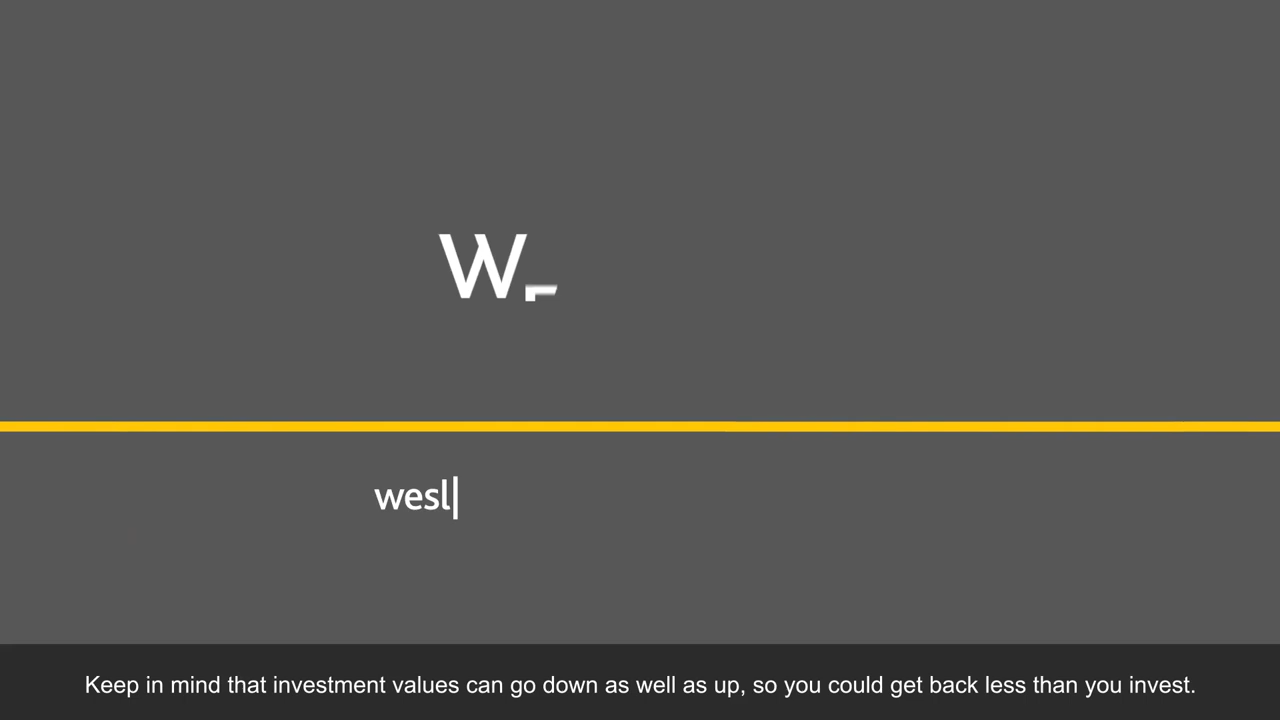 W
wesl
Keep in mind that investment values can go down as well as up, so you could get back less than you invest.